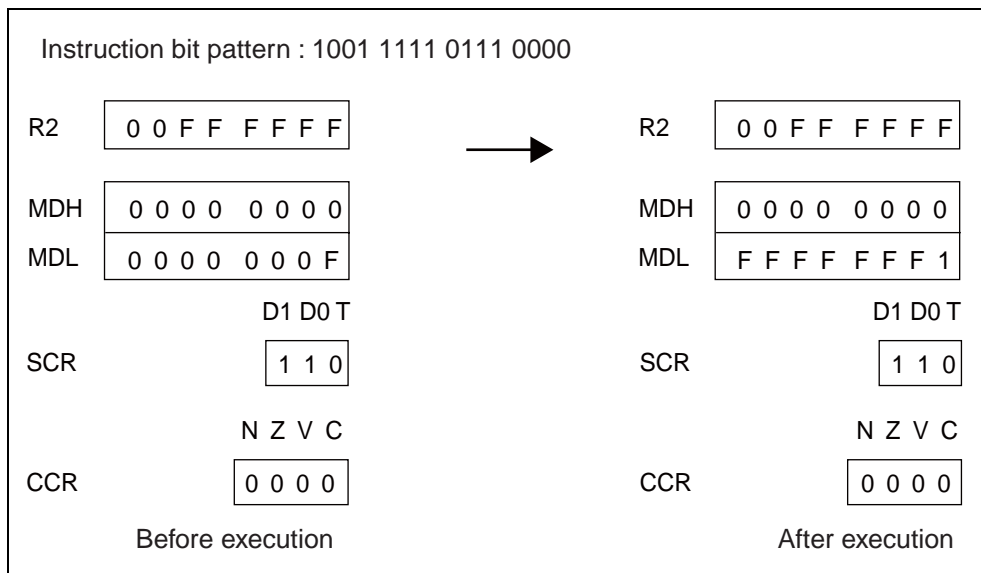 Instruction bit pattern : 1001 1111 0111 0000
R2 0 0 F F F F F F R2 0 0 F F F F F F
MDH 0 0 0 0 0 0 0 0 MDH 0 0 0 0 0 0 0 0
MDL 0 0 0 0 0 0 0 F MDL F F F F F F F 1
D1 D0 T D1 D0 T
SCR 1 1 0 SCR 1 1 0
N Z V C N Z V C
CCR 0 0 0 0 CCR 0 0 0 0
Before execution After execution